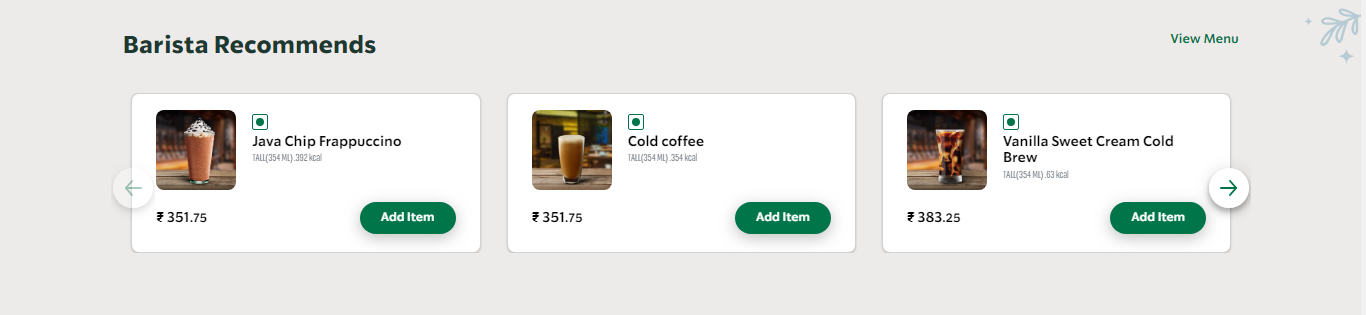 Barista Recommends
View Menu
Java Chip Frappuccino
TALL(354 ML) .392 kcal
₹ 351.75
Add Item
Cold coffee
TALL(354 ML) .354 kcal
₹ 351.75
Add Item
Vanilla Sweet Cream Cold
Brew
TALL(354 ML) .63 kcal
₹ 383.25
Add Item